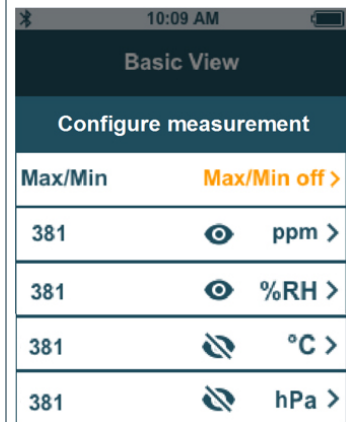 10:09 AM
Basic View
Configure measurement
Max/Min Max/Min off >
381 ppm >
381 %RH >
381 °C >
381 hPa >